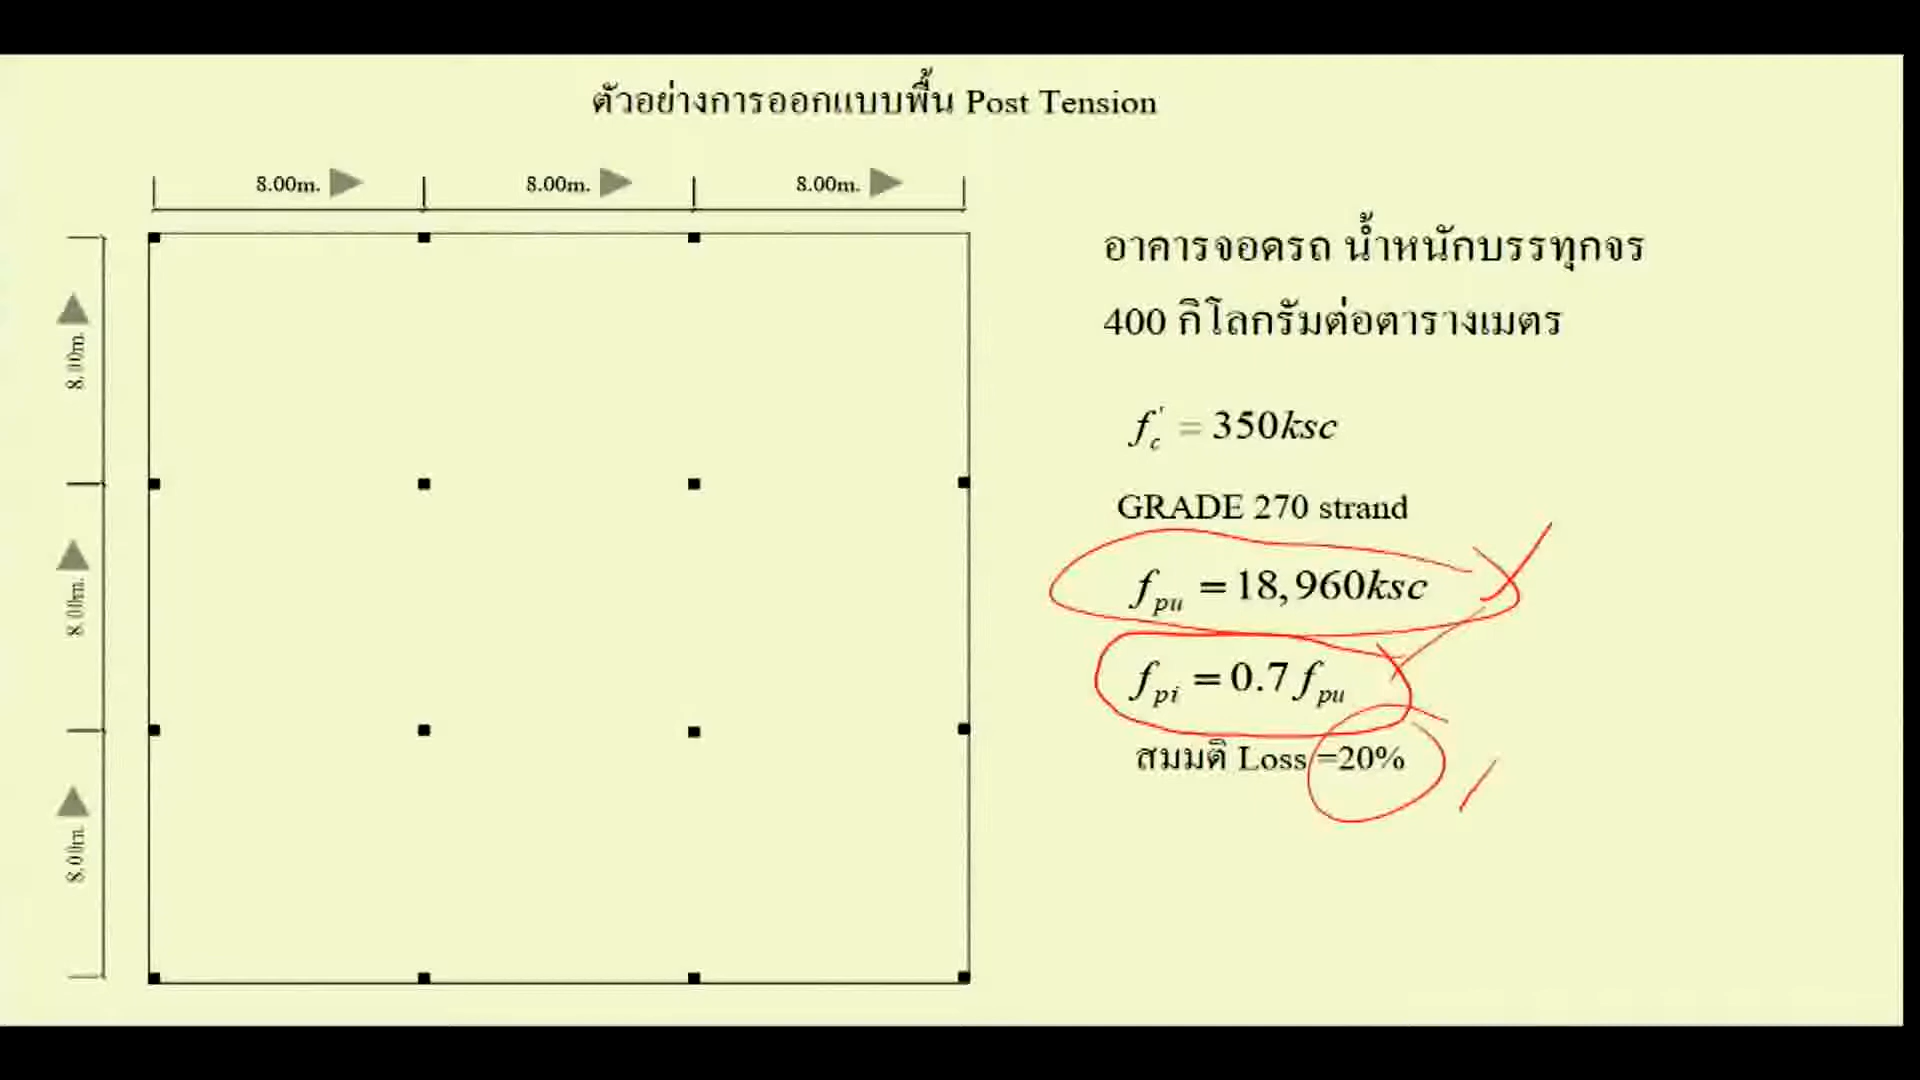 ตัวอย่างการออกแบบพื้น Post Tension
8.00m. 8.00m. 8.00m.
8.00m.
8.00m.
8.00m.
อาคารจอดรถ น้ำหนักบรรทุกจร
400 กิโลกรัมต่อตารางเมตร
f'c = 350ksc
GRADE 270 strand
fpu = 18,960ksc
fpi = 0.7 fpu
สมมติ Loss =20%